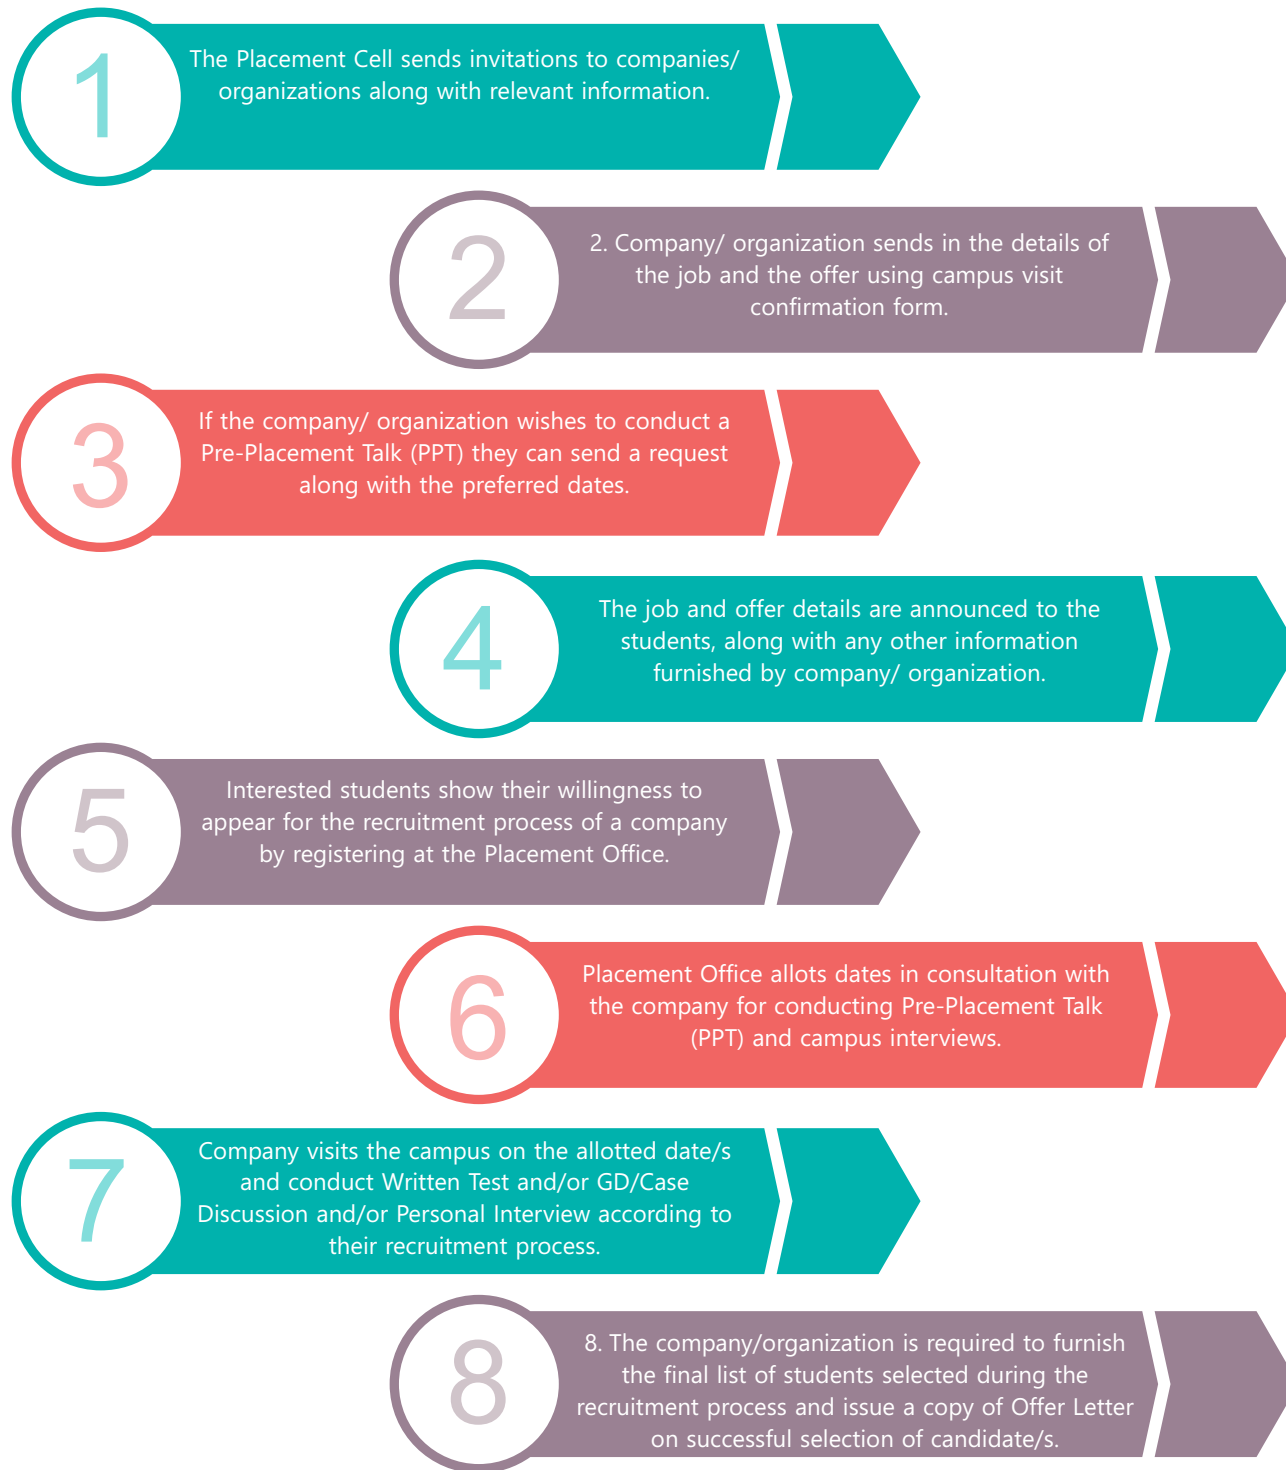 1
The Placement Cell sends invitations to companies/
organizations along with relevant information.
2
2. Company/ organization sends in the details of
the job and the offer using campus visit
confirmation form.
3
If the company/ organization wishes to conduct a
Pre-Placement Talk (PPT) they can send a request
along with the preferred dates.
4
The job and offer details are announced to the
students, along with any other information
furnished by company/ organization.
5
Interested students show their willingness to
appear for the recruitment process of a company
by registering at the Placement Office.
6
Placement Office allots dates in consultation with
the company for conducting Pre-Placement Talk
(PPT) and campus interviews.
7
Company visits the campus on the allotted date/s
and conduct Written Test and/or GD/Case
Discussion and/or Personal Interview according to
their recruitment process.
8
8. The company/organization is required to furnish
the final list of students selected during the
recruitment process and issue a copy of Offer Letter
on successful selection of candidate/s.